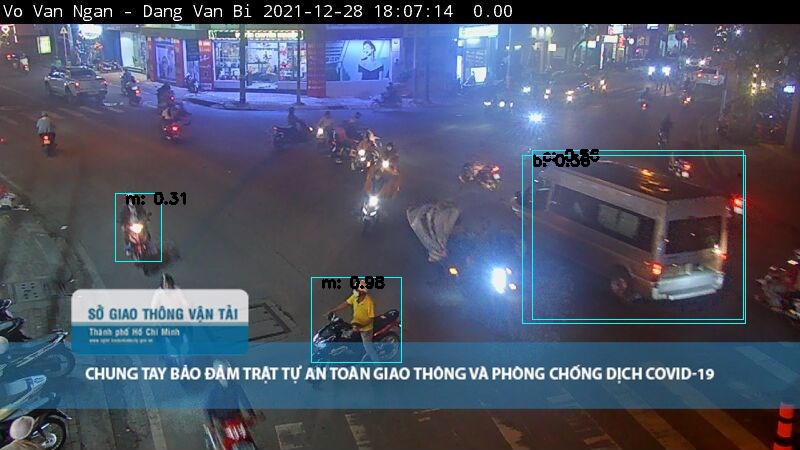 Vo Van Ngan - Dang Van Bi 2021-12-28 18:07:14 0.00
m: 0.31
m: 0.98
SỞ GIAO THÔNG VẬN TẢI
Thành phố Hồ Chí Minh
CHUNG TAY BẢO ĐẢM TRẬT TỰ AN TOÀN GIAO THÔNG VÀ PHÒNG CHỐNG DỊCH COVID-19